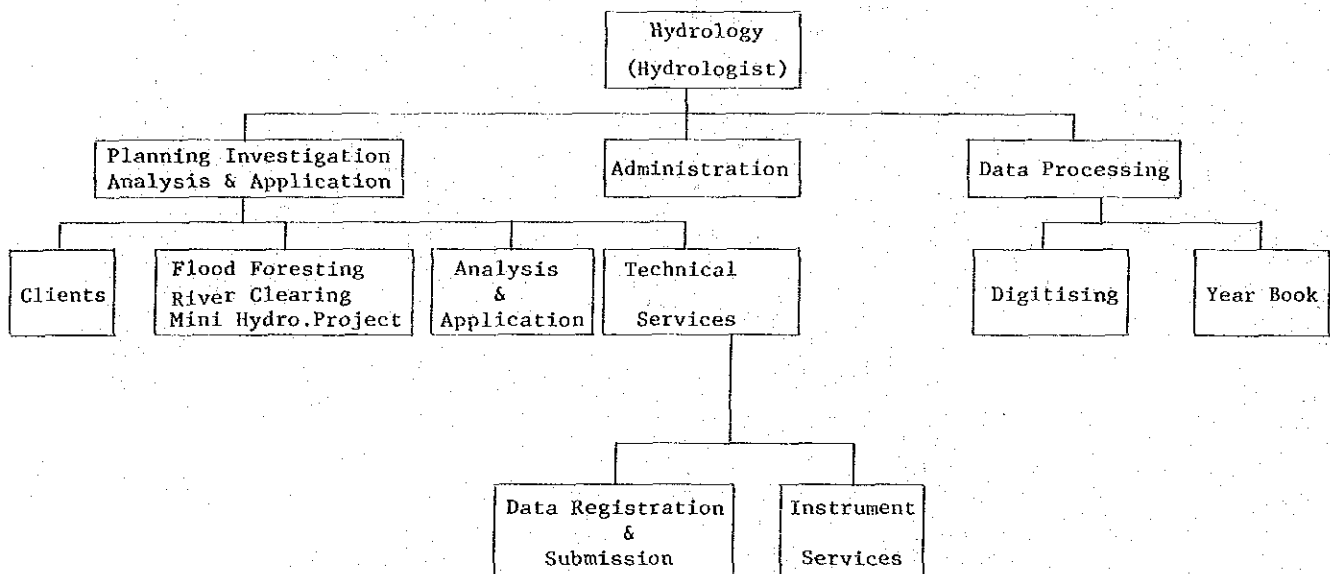 Hydrology
(Hydrologist)
Planning Investigation
Analysis & Application
Administration
Data Processing
Clients
Flood Foresting
River Clearing
Mini Hydro.Project
Analysis
&
Application
Technical
Services
Digitising
Year Book
Data Registration
&
Submission
Instrument
Services